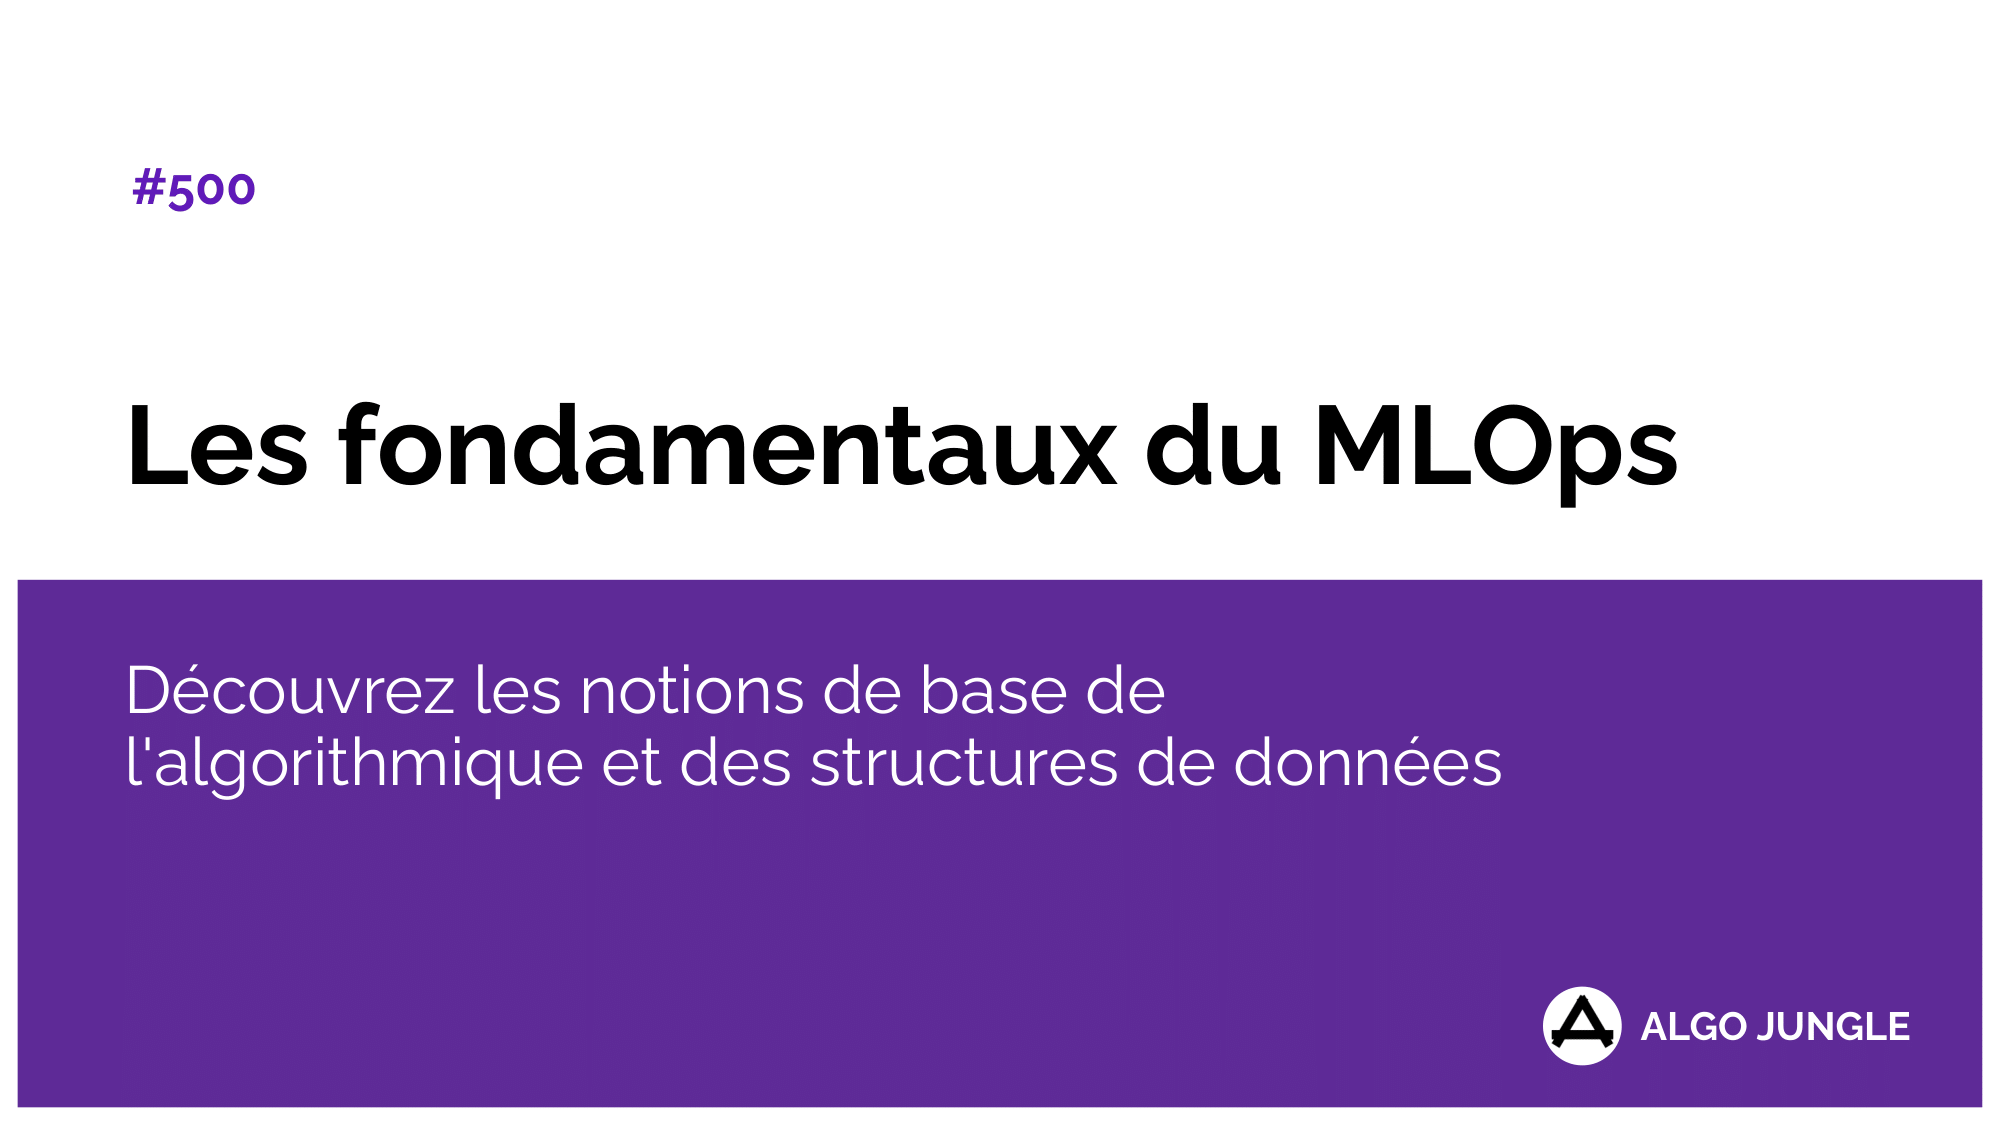 #500
Les fondamentaux du MLOps
Découvrez les notions de base de
l'algorithmique et des structures de données
ALGO JUNGLE